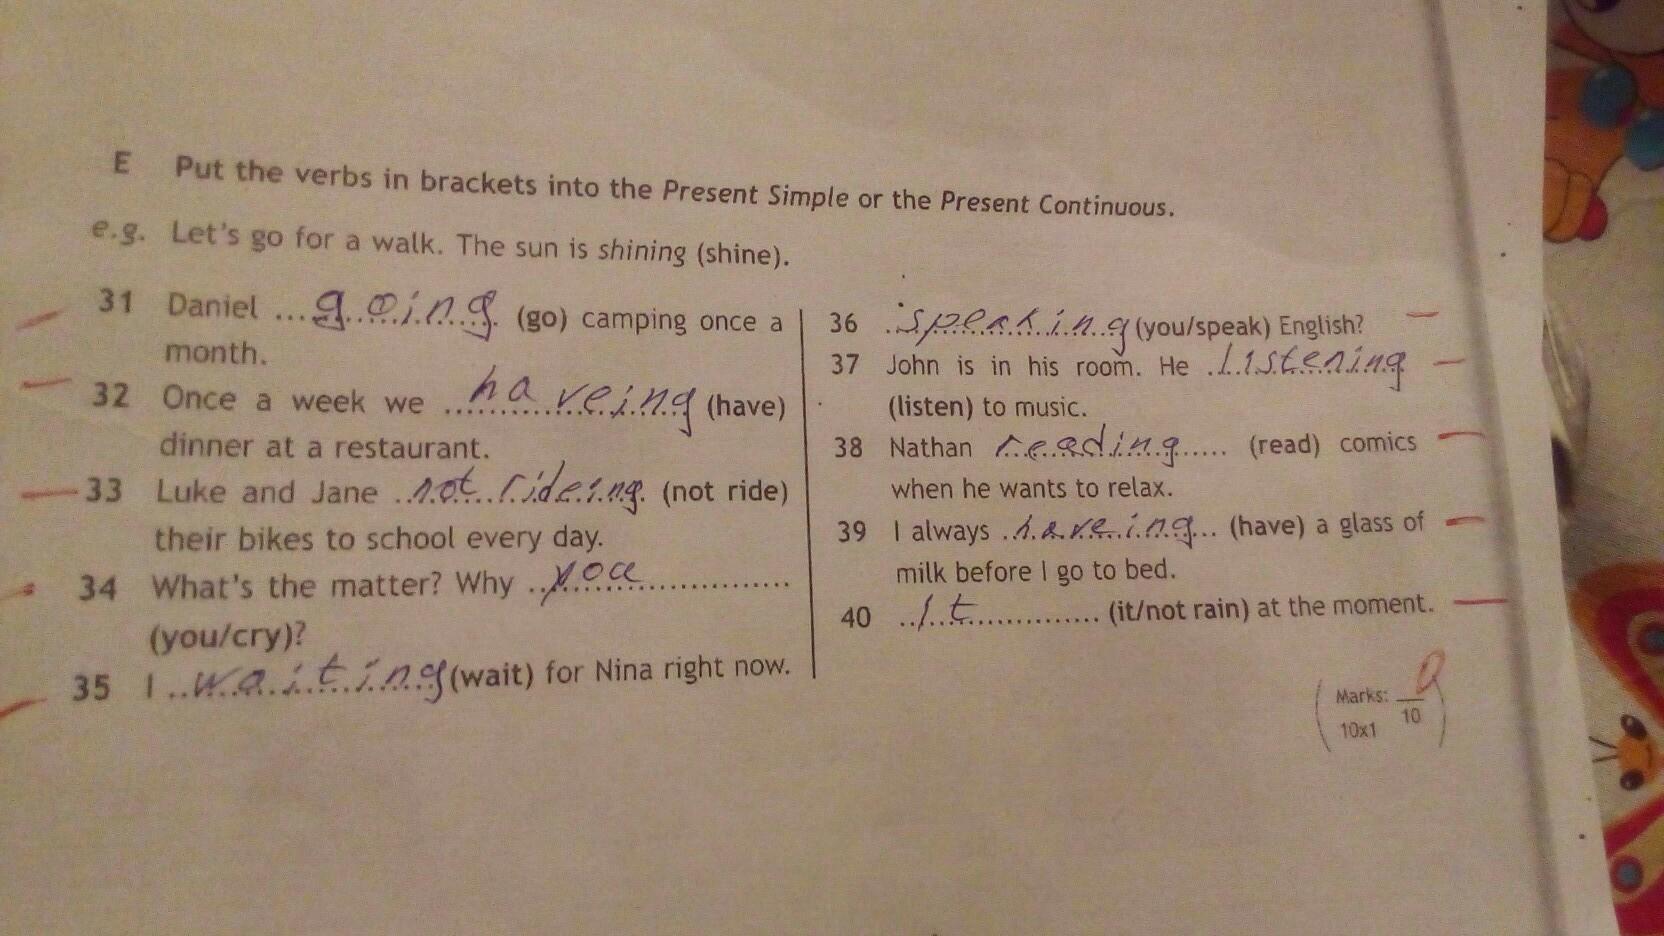 E Put the verbs in brackets into the Present Simple or the Present Continuous.
e.g. Let's go for a walk. The sun is shining (shine).
31 Daniel ...going (go) camping once a
month.
32 Once a week we ...haveing (have)
dinner at a restaurant.
33 Luke and Jane ...not rideing. (not ride)
their bikes to school every day.
34 What's the matter? Why ...you..............
(you/cry)?
35 I ..waiting (wait) for Nina right now.
36 ..speaking (you/speak) English?
37 John is in his room. He ..listening
(listen) to music.
38 Nathan reading...... (read) comics
when he wants to relax.
39 I always ..haveing... (have) a glass of
milk before I go to bed.
40 ..It.............. (it/not rain) at the moment.
Marks: 0
10x1 10